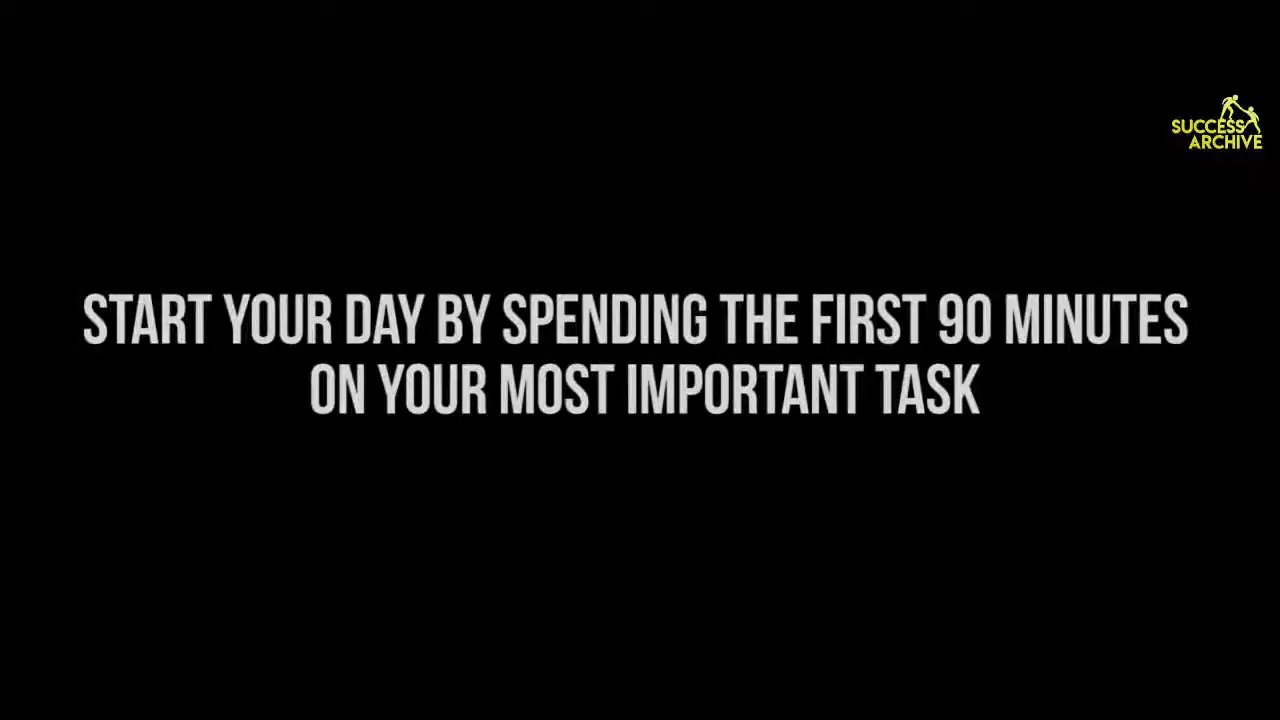 SUCCESS
ARCHIVE
START YOUR DAY BY SPENDING THE FIRST 90 MINUTES
ON YOUR MOST IMPORTANT TASK